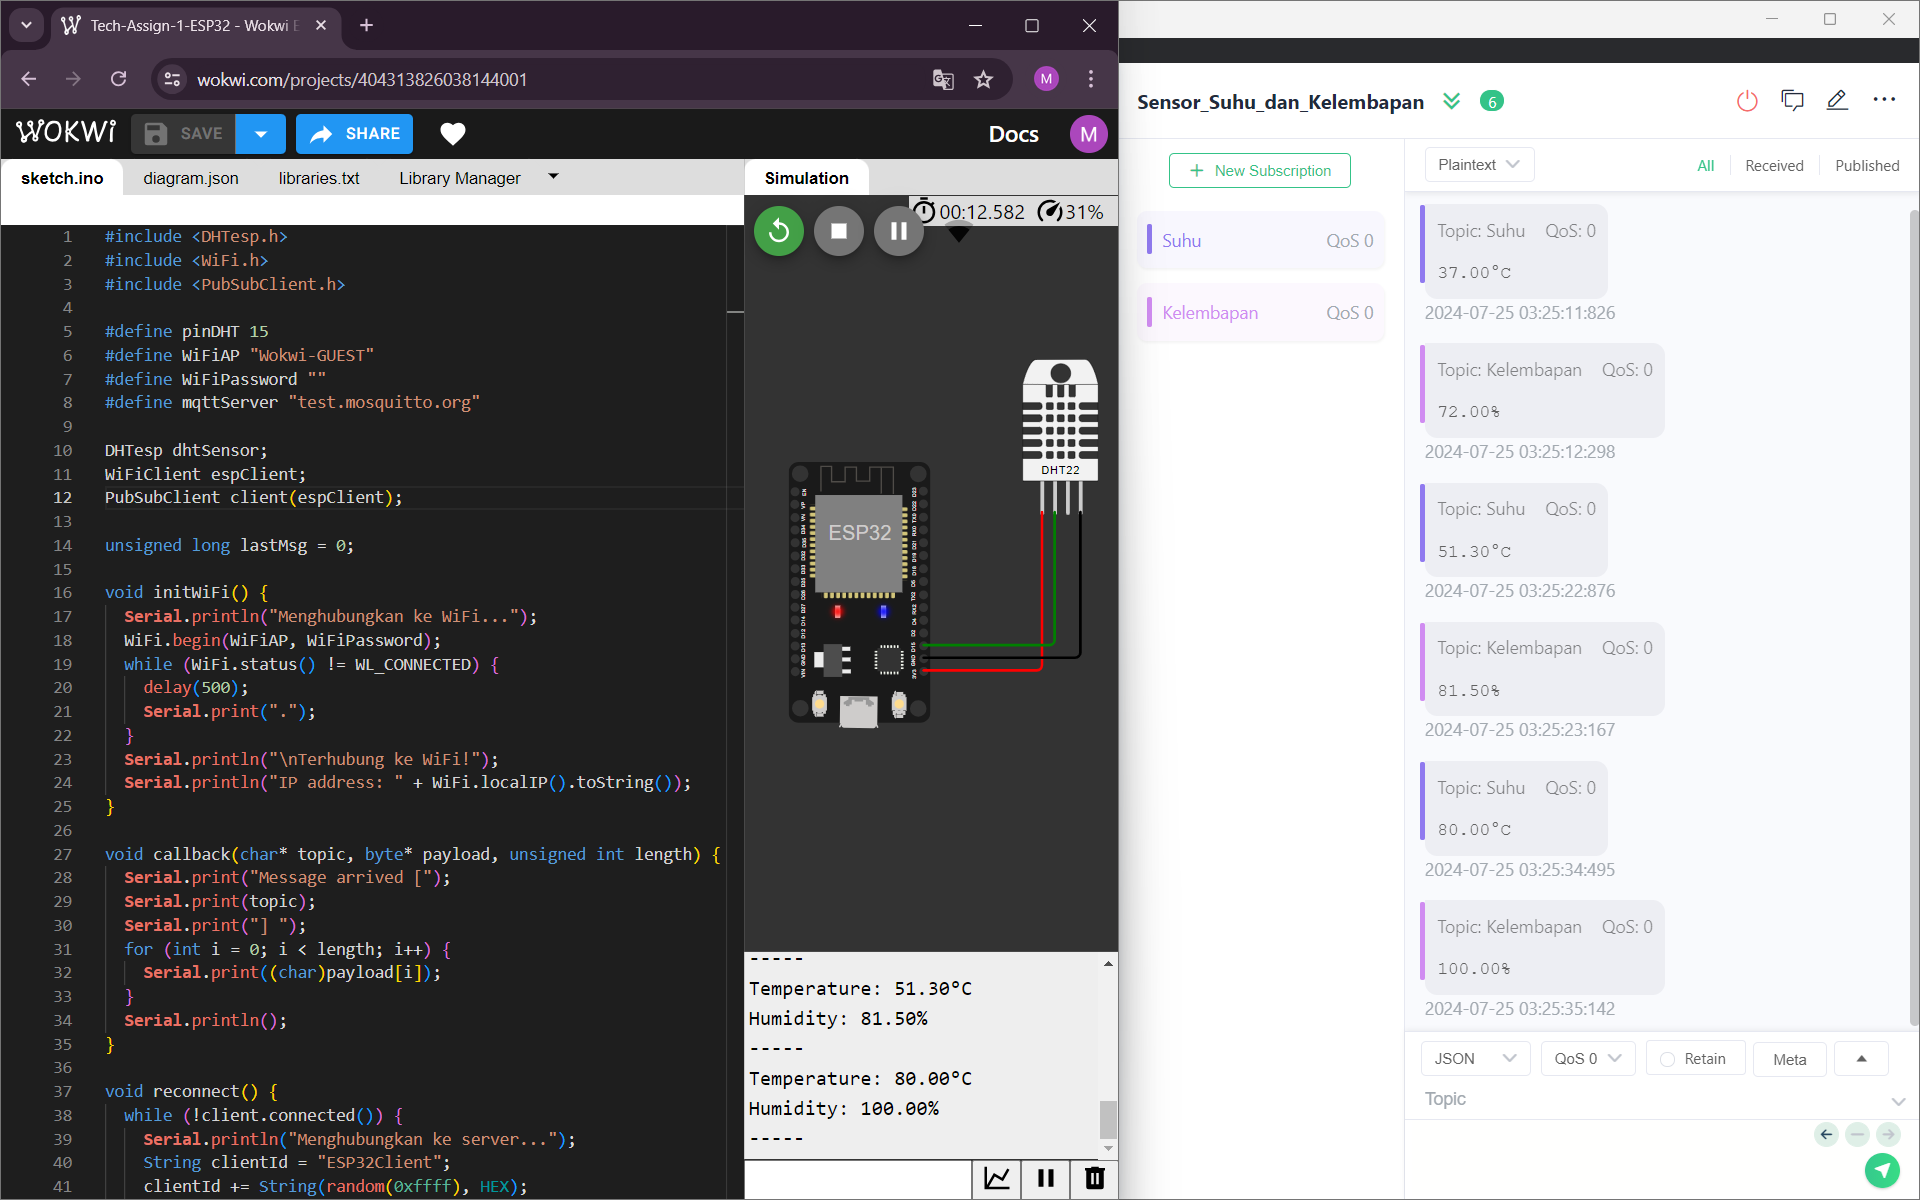 Tech-Assign-1-ESP32 - Wokwi E
wokwi.com/projects/404313826038144001
M
WOKWi
SAVE
SHARE
Docs
M
sketch.ino
diagram.json
libraries.txt
Library Manager
Simulation
00:12.582
31%
1 #include <DHTesp.h>
2 #include <WiFi.h>
3 #include <PubSubClient.h>
4
5 #define pinDHT 15
6 #define WiFiAP "Wokwi-GUEST"
7 #define WiFiPassword ""
8 #define mqttServer "test.mosquitto.org"
9
10 DHTesp dhtSensor;
11 WiFiClient espClient;
12 PubSubClient client(espClient);
13
14 unsigned long lastMsg = 0;
15
16 void initWiFi() {
17 Serial.println("Menghubungkan ke WiFi...");
18 WiFi.begin(WiFiAP, WiFiPassword);
19 while (WiFi.status() != WL_CONNECTED) {
20 delay(500);
21 Serial.print(".");
22 }
23 Serial.println("\nTerhubung ke WiFi!");
24 Serial.println("IP address: " + WiFi.localIP().toString());
25 }
26
27 void callback(char* topic, byte* payload, unsigned int length) {
28 Serial.print("Message arrived [");
29 Serial.print(topic);
30 Serial.print("] ");
31 for (int i = 0; i < length; i++) {
32 Serial.print((char)payload[i]);
33 }
34 Serial.println();
35 }
36
37 void reconnect() {
38 while (!client.connected()) {
39 Serial.println("Menghubungkan ke server...");
40 String clientId = "ESP32Client";
41 clientId += String(random(0xffff), HEX);
DHT22
ESP32
-----
Temperature: 51.30°C
Humidity: 81.50%
-----
Temperature: 80.00°C
Humidity: 100.00%
-----
Sensor_Suhu_dan_Kelembapan
6
New Subscription
Suhu QoS 0
Kelembapan QoS 0
Plaintext
All
Received
Published
Topic: Suhu QoS: 0
37.00°C
2024-07-25 03:25:11:826
Topic: Kelembapan QoS: 0
72.00%
2024-07-25 03:25:12:298
Topic: Suhu QoS: 0
51.30°C
2024-07-25 03:25:22:876
Topic: Kelembapan QoS: 0
81.50%
2024-07-25 03:25:23:167
Topic: Suhu QoS: 0
80.00°C
2024-07-25 03:25:34:495
Topic: Kelembapan QoS: 0
100.00%
2024-07-25 03:25:35:142
JSON
QoS 0
Retain
Meta
Topic